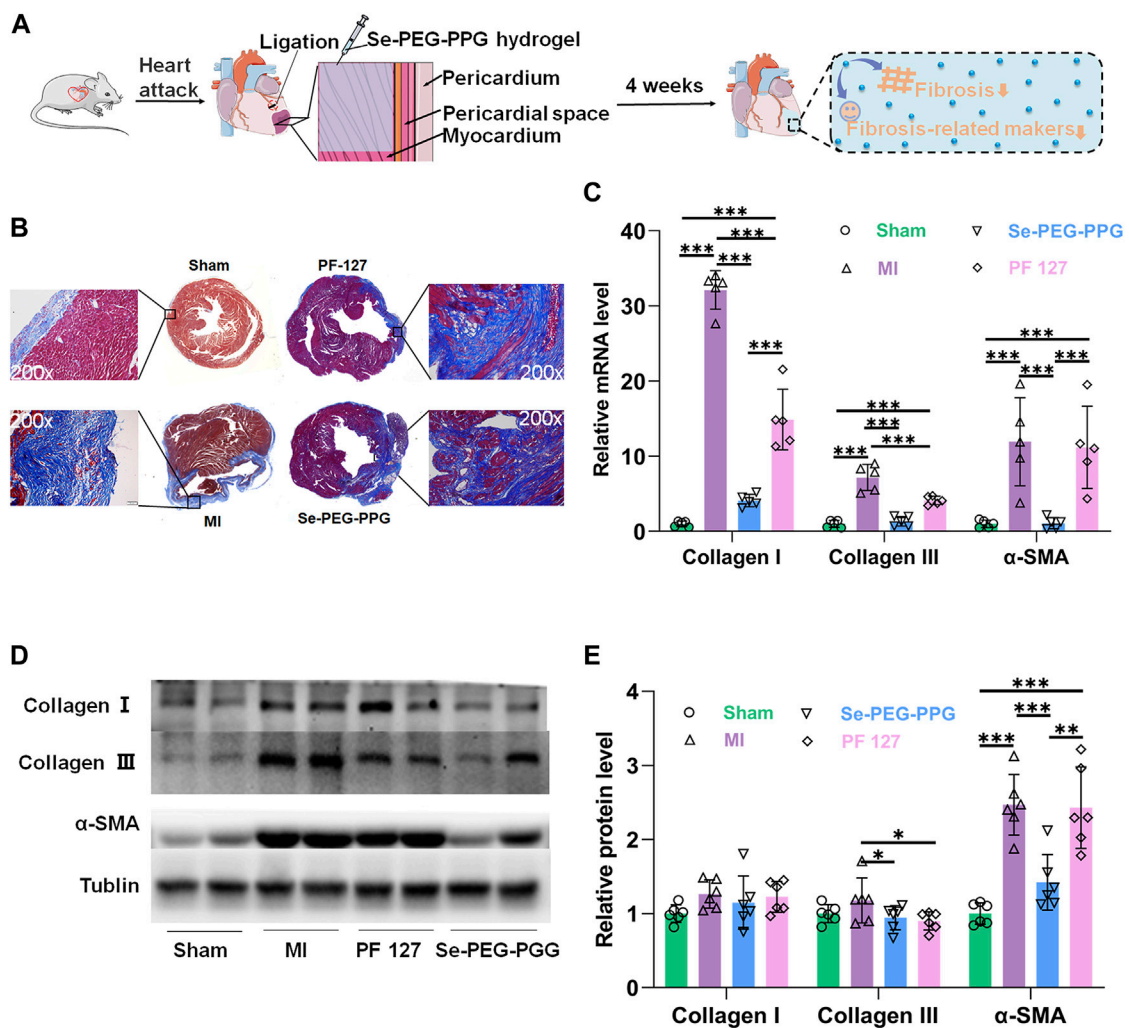 A
Heart
attack
Ligation
Se-PEG-PPG hydrogel
Pericardium
Pericardial space
Myocardium
4 weeks
Fibrosis⬇
Fibrosis-related makers⬇
B
Sham
PF-127
200x
200x
200x
200x
MI
Se-PEG-PPG
C
Relative mRNA level
40
30
20
10
0
Sham
MI
Se-PEG-PPG
PF 127
***
***
***
***
***
***
***
***
***
***
***
***
***
Collagen I
Collagen III
α-SMA
D
Collagen Ⅰ
Collagen Ⅲ
α-SMA
Tublin
Sham
MI
PF 127
Se-PEG-PGG
E
Relative protein level
4
3
2
1
0
Sham
MI
Se-PEG-PPG
PF 127
*
*
***
***
***
**
Collagen I
Collagen III
α-SMA